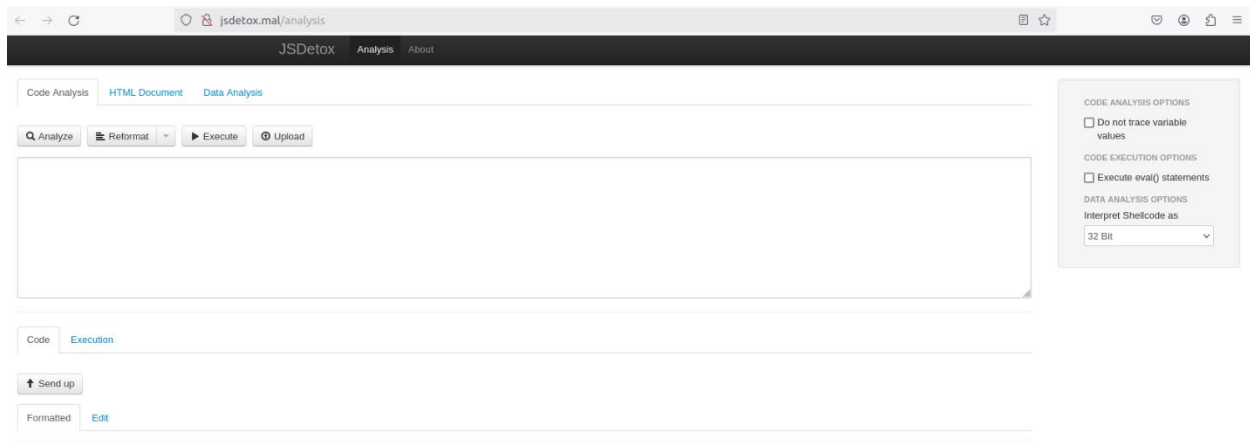 jsdetox.mal/analysis
JSDetox Analysis About
Code Analysis HTML Document Data Analysis
Analyze Reformat Execute Upload
Code Execution
Send up
Formatted Edit
CODE ANALYSIS OPTIONS
Do not trace variable
values
CODE EXECUTION OPTIONS
Execute eval() statements
DATA ANALYSIS OPTIONS
Interpret Shellcode as
32 Bit